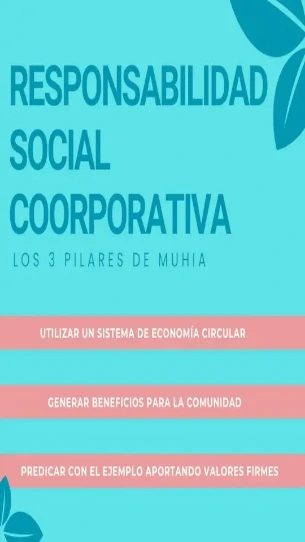 RESPONSABILIDAD
SOCIAL
COORPORATIVA
LOS 3 PILARES DE MUHIA
UTILIZAR UN SISTEMA DE ECONOMÍA CIRCULAR
GENERAR BENEFICIOS PARA LA COMUNIDAD
PREDICAR CON EL EJEMPLO APORTANDO VALORES FIRMES